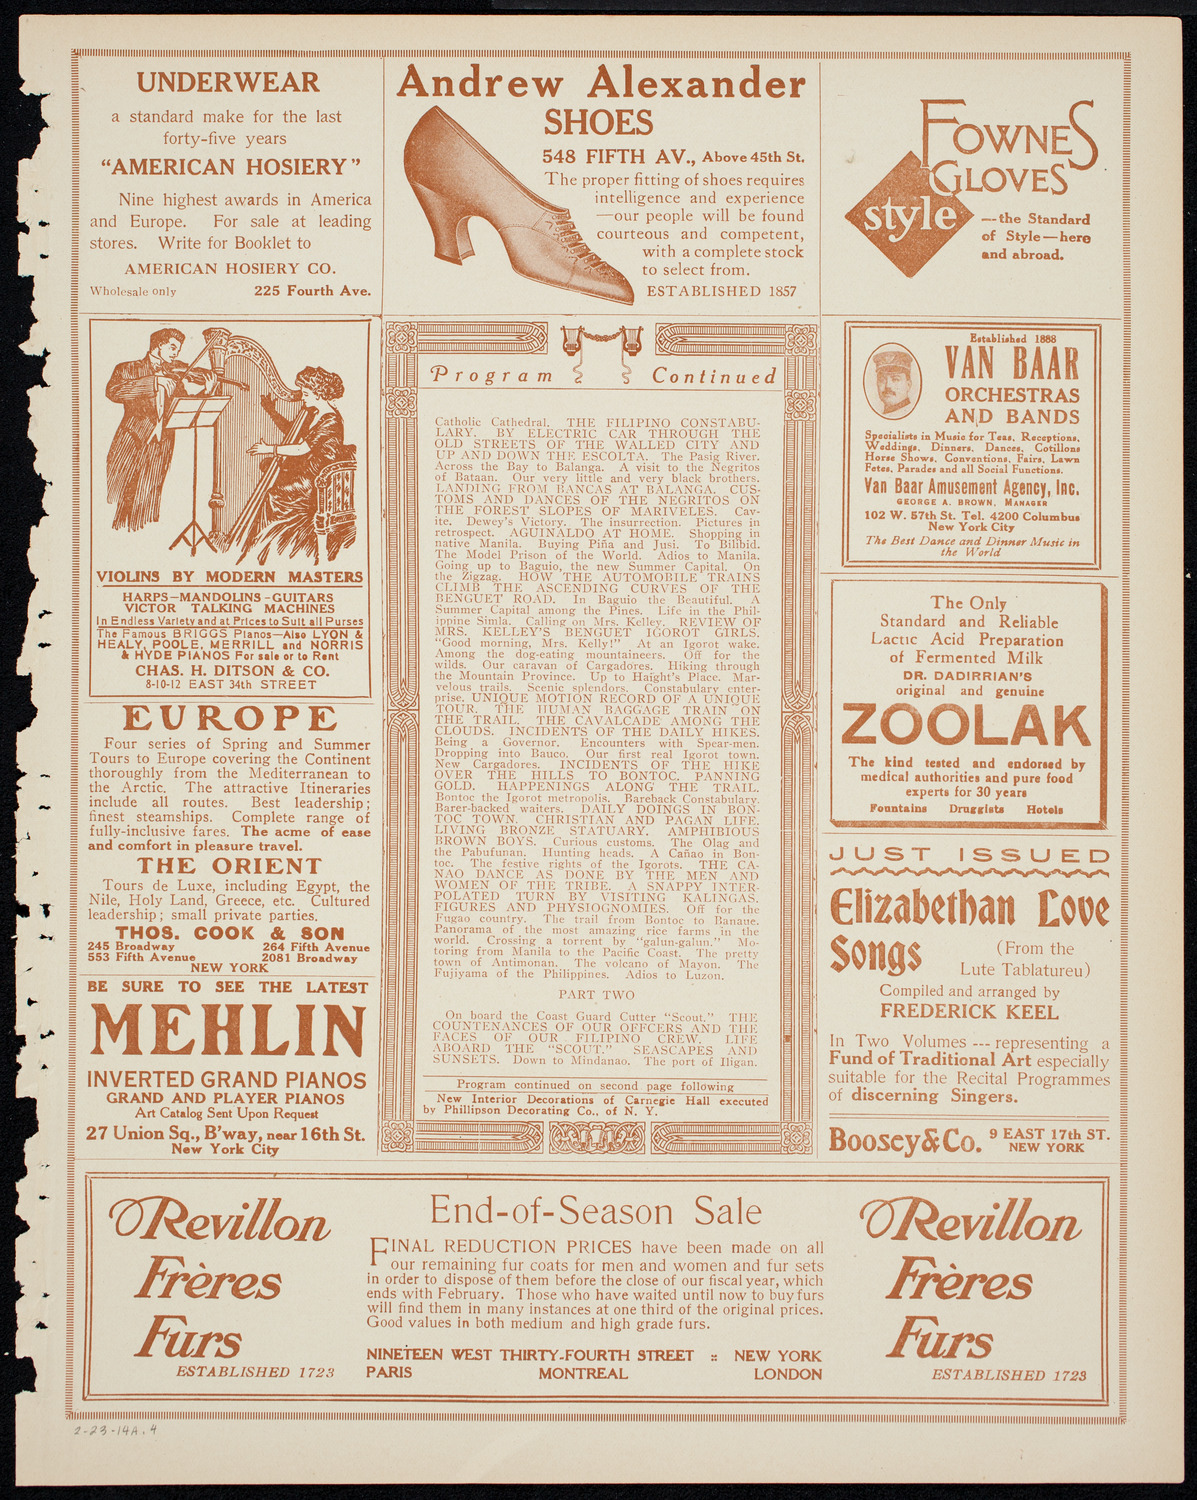 UNDERWEAR
a standard make for the last
forty-five years
"AMERICAN HOSIERY"
Nine highest awards in America
and Europe. For sale at leading
stores. Write for Booklet to
AMERICAN HOSIERY CO.
Wholesale only 225 Fourth Ave.
Andrew Alexander
SHOES
548 FIFTH AV., Above 45th St.
The proper fitting of shoes requires
intelligence and experience
—our people will be found
courteous and competent,
with a complete stock
to select from.
ESTABLISHED 1857
FOWNES
GLOVES
style
—the Standard
of Style—here
and abroad.
VIOLINS BY MODERN MASTERS
HARPS—MANDOLINS-GUITARS
VICTOR TALKING MACHINES
In Endless Variety and at Prices to Suit all Purses
The Famous BRIGGS Pianos—Also LYON &
HEALY, POOLE, MERRILL and NORRIS
& HYDE PIANOS For sale or to Rent
CHAS. H. DITSON & CO.
8-10-12 EAST 34th STREET
EUROPE
Four series of Spring and Summer
Tours to Europe covering the Continent
thoroughly from the Mediterranean to
the Arctic. The attractive Itineraries
include all routes. Best leadership;
finest steamships. Complete range of
fully-inclusive fares. The acme of ease
and comfort in pleasure travel.
THE ORIENT
Tours de Luxe, including Egypt, the
Nile, Holy Land, Greece, etc. Cultured
leadership; small private parties.
THOS. COOK & SON
245 Broadway 264 Fifth Avenue
553 Fifth Avenue 2081 Broadway
NEW YORK
BE SURE TO SEE THE LATEST
MEHLIN
INVERTED GRAND PIANOS
GRAND AND PLAYER PIANOS
Art Catalog Sent Upon Request
27 Union Sq., B'way, near 16th St.
New York City
Program Continued
Catholic Cathedral. THE FILIPINO CONSTABU-
LARY. BY ELECTRIC CAR THROUGH THE
OLD STREETS OF THE WALLED CITY AND
UP AND DOWN THE ESCOLTA. The Pasig River.
Across the Bay to Balanga. A visit to the Negritos
of Bataan. Our very little and very black brothers.
LANDING FROM BANCAS AT BALANGA. CUS-
TOMS AND DANCES OF THE NEGRITOS ON
THE FOREST SLOPES OF MARIVELES. Cav-
ite. Dewey's Victory. The insurrection. Pictures in
retrospect. AGUINALDO AT HOME. Shopping in
native Manila. Buying Piña and Jusi. To Bilibid.
The Model Prison of the World. Adios to Manila.
Going up to Baguio, the new Summer Capital. On
the Zigzag. HOW THE AUTOMOBILE TRAINS
CLIMB THE ASCENDING CURVES OF THE
BENGUET ROAD. In Baguio the Beautiful. A
Summer Capital among the Pines. Life in the Phil-
ippine Simla. Calling on Mrs. Kelley. REVIEW OF
MRS. KELLEY'S BENGUET IGOROT GIRLS.
"Good morning, Mrs. Kelly!" At an Igorot wake.
Among the dog-eating mountaineers. Off for the
wilds. Our caravan of Cargadores. Hiking through
the Mountain Province. Up to Haight's Place. Mar-
velous trails. Scenic splendors. Constabulary enter-
prise. UNIQUE MOTION RECORD OF A UNIQUE
TOUR. THE HUMAN BAGGAGE TRAIN ON
THE TRAIL. THE CAVALCADE AMONG THE
CLOUDS. INCIDENTS OF THE DAILY HIKES.
Being a Governor. Encounters with Spear-men.
Dropping into Bauco. Our first real Igorot town.
New Cargadores. INCIDENTS OF THE HIKE
OVER THE HILLS TO BONTOC. PANNING
GOLD. HAPPENINGS ALONG THE TRAIL.
Bontoc the Igorot metropolis. Bareback Constabulary.
Barer-backed waiters. DAILY DOINGS IN BON-
TOC TOWN. CHRISTIAN AND PAGAN LIFE.
LIVING BRONZE STATUARY. AMPHIBIOUS
BROWN BOYS. Curious customs. The Olag and
the Pabufunan. Hunting heads. A Cañao in Bon-
toc. The festive rights of the Igorots. THE CA-
NAO DANCE AS DONE BY THE MEN AND
WOMEN OF THE TRIBE. A SNAPPY INTER-
POLATED TURN BY VISITING KALINGAS.
FIGURES AND PHYSIOGNOMIES. Off for the
Fugao country. The trail from Bontoc to Banaue.
Panorama of the most amazing rice farms in the
world. Crossing a torrent by "galun-galun." Mo-
toring from Manila to the Pacific Coast. The pretty
town of Antimonan. The volcano of Mayon. The
Fujiyama of the Philippines. Adios to Luzon.
PART TWO
On board the Coast Guard Cutter "Scout." THE
COUNTENANCES OF OUR OFFCERS AND THE
FACES OF OUR FILIPINO CREW. LIFE
ABOARD THE "SCOUT." SEASCAPES AND
SUNSETS. Down to Mindanao. The port of Iligan.
Program continued on second page following
New Interior Decorations of Carnegie Hall executed
by Phillipson Decorating Co., of N. Y.
Established 1888
VAN BAAR
ORCHESTRAS
AND BANDS
Specialists in Music for Teas, Receptions,
Weddings, Dinners, Dances, Cotillons
Horse Shows, Conventions, Fairs, Lawn
Fetes, Parades and all Social Functions.
Van Baar Amusement Agency, Inc.
GEORGE A. BROWN, MANAGER
102 W. 57th St. Tel. 4200 Columbus
New York City
The Best Dance and Dinner Music in
the World
The Only
Standard and Reliable
Lactic Acid Preparation
of Fermented Milk
DR. DADIRRIAN'S
original and genuine
ZOOLAK
The kind tested and endorsed by
medical authorities and pure food
experts for 30 years
Fountains Druggists Hotels
JUST ISSUED
Elizabethan Love
Songs (From the
Lute Tablatureu)
Compiled and arranged by
FREDERICK KEEL
In Two Volumes --- representing a
Fund of Traditional Art especially
suitable for the Recital Programmes
of discerning Singers.
Boosey & Co. 9 EAST 17th ST.
NEW YORK
Revillon
Frères
Furs
ESTABLISHED 1723
End-of-Season Sale
FINAL REDUCTION PRICES have been made on all
our remaining fur coats for men and women and fur sets
in order to dispose of them before the close of our fiscal year, which
ends with February. Those who have waited until now to buy furs
will find them in many instances at one third of the original prices.
Good values in both medium and high grade furs.
NINETEEN WEST THIRTY-FOURTH STREET :: NEW YORK
PARIS MONTREAL LONDON
Revillon
Frères
Furs
ESTABLISHED 1723
2-23-14A.4